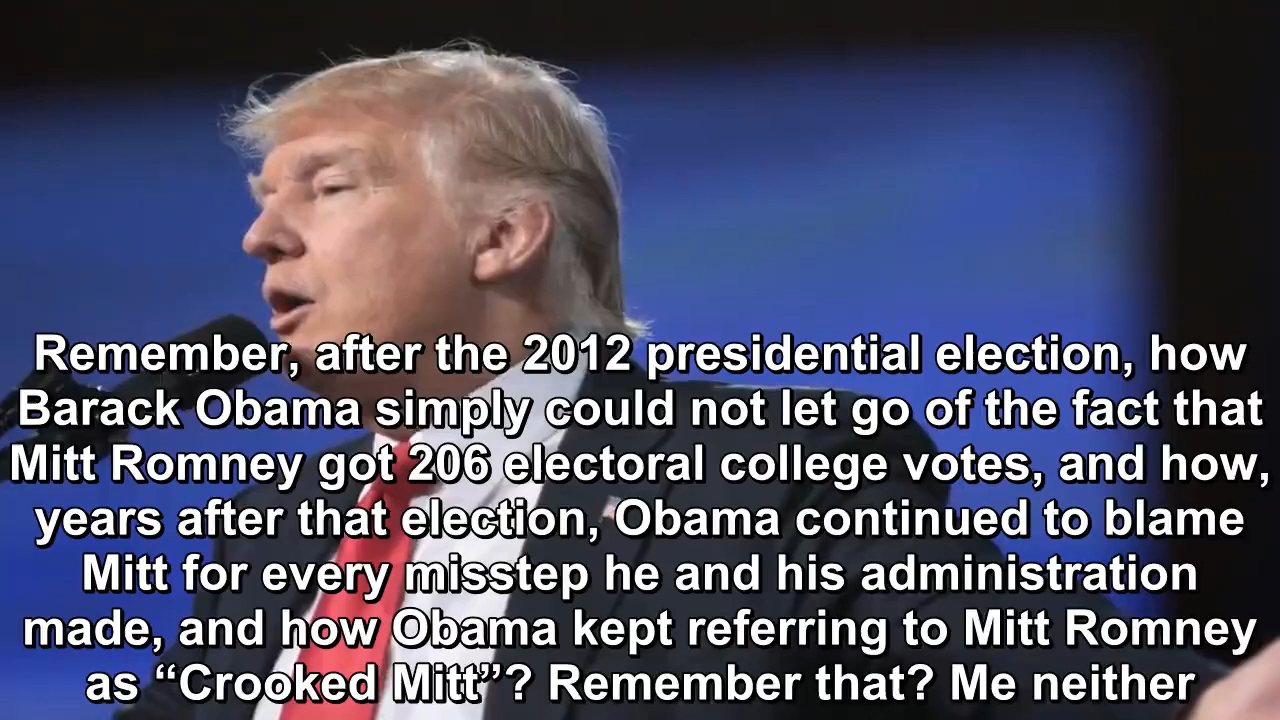 Remember, after the 2012 presidential election, how
Barack Obama simply could not let go of the fact that
Mitt Romney got 206 electoral college votes, and how,
years after that election, Obama continued to blame
Mitt for every misstep he and his administration
made, and how Obama kept referring to Mitt Romney
as “Crooked Mitt”? Remember that? Me neither